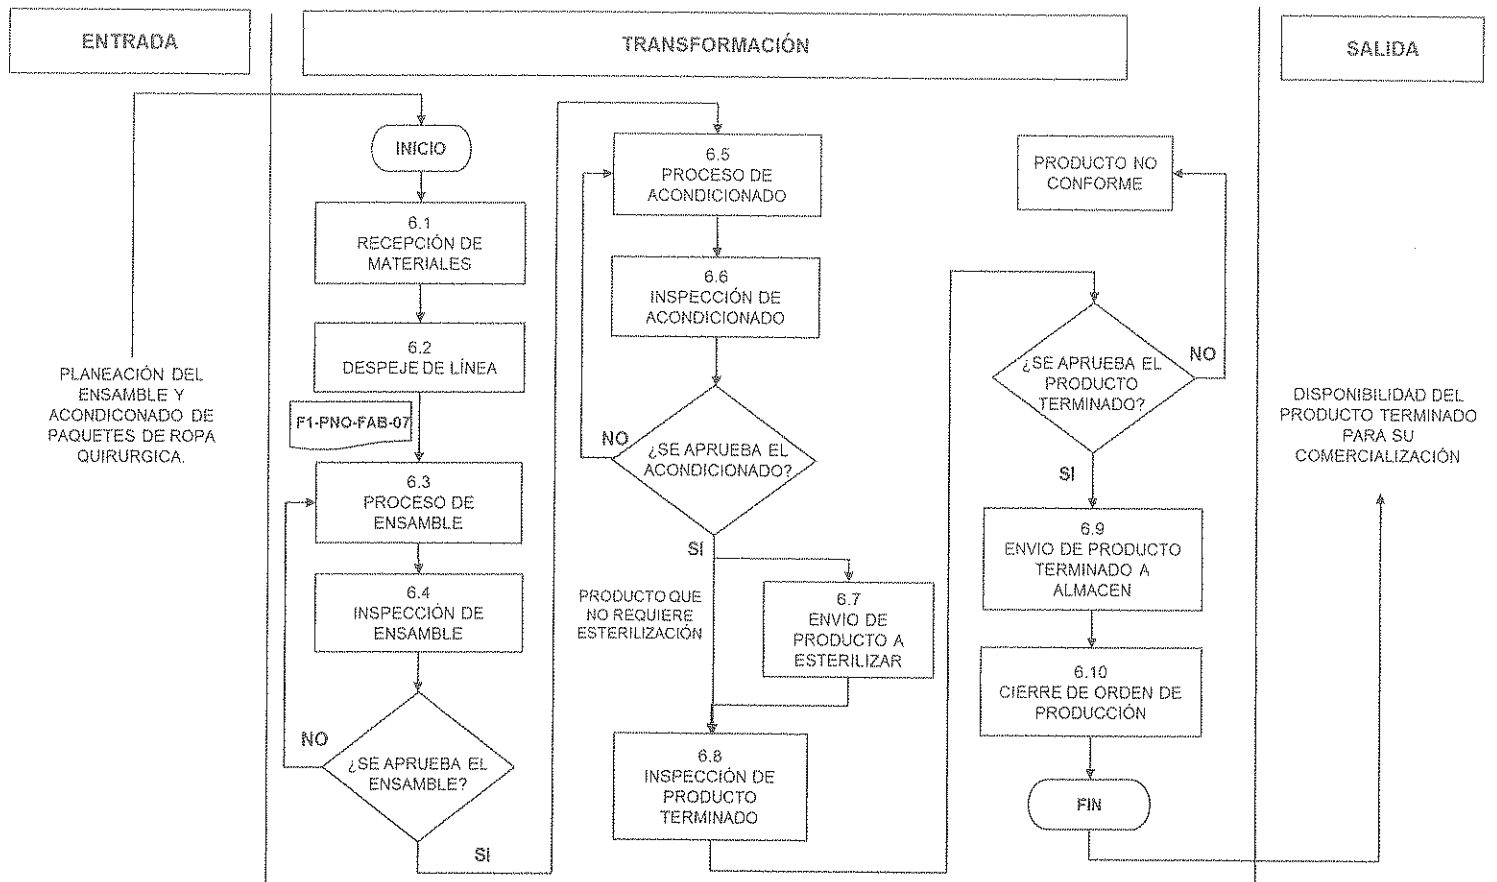 ENTRADA
TRANSFORMACIÓN
SALIDA
PLANEACIÓN DEL
ENSAMBLE Y
ACONDICONADO DE
PAQUETES DE ROPA
QUIRURGICA.
INICIO
6.1
RECEPCIÓN DE
MATERIALES
6.2
DESPEJE DE LÍNEA
F1-PNO-FAB-07
6.3
PROCESO DE
ENSAMBLE
6.4
INSPECCIÓN DE
ENSAMBLE
NO
¿SE APRUEBA EL
ENSAMBLE?
SI
6.5
PROCESO DE
ACONDICIONADO
6.6
INSPECCIÓN DE
ACONDICIONADO
NO
¿SE APRUEBA EL
ACONDICIONADO?
SI
PRODUCTO QUE
NO REQUIERE
ESTERILIZACIÓN
6.7
ENVIO DE
PRODUCTO A
ESTERILIZAR
6.8
INSPECCIÓN DE
PRODUCTO
TERMINADO
PRODUCTO NO
CONFORME
¿SE APRUEBA EL
PRODUCTO
TERMINADO?
NO
SI
6.9
ENVIO DE PRODUCTO
TERMINADO A
ALMACEN
6.10
CIERRE DE ORDEN DE
PRODUCCIÓN
FIN
DISPONIBILIDAD DEL
PRODUCTO TERMINADO
PARA SU
COMERCIALIZACIÓN